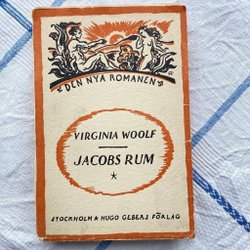 DEN NYA ROMANEN
VIRGINIA WOOLF
JACOBS RUM
STOCKHOLM ★ HUGO GEBERS FÖRLAG